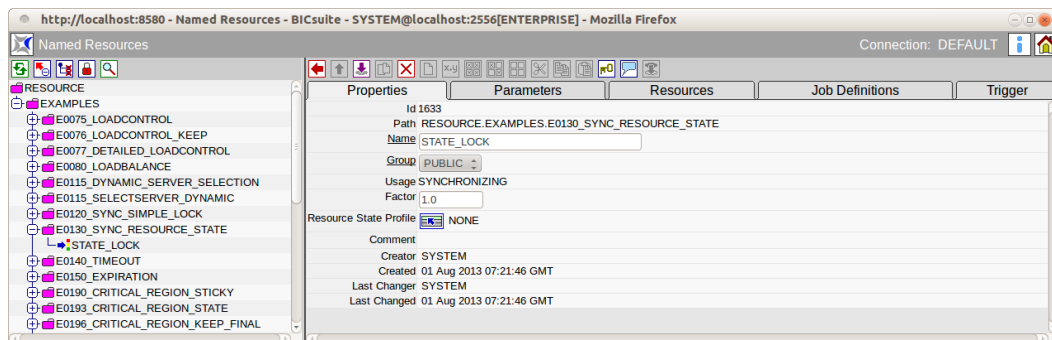 http://localhost:8580 - Named Resources - BICsuite - SYSTEM@localhost:2556[ENTERPRISE] - Mozilla Firefox
Named Resources
Connection: DEFAULT
RESOURCE
EXAMPLES
E0075_LOADCONTROL
E0076_LOADCONTROL_KEEP
E0077_DETAILED_LOADCONTROL
E0080_LOADBALANCE
E0115_DYNAMIC_SERVER_SELECTION
E0115_SELECTSERVER_DYNAMIC
E0120_SYNC_SIMPLE_LOCK
E0130_SYNC_RESOURCE_STATE
STATE_LOCK
E0140_TIMEOUT
E0150_EXPIRATION
E0190_CRITICAL_REGION_STICKY
E0193_CRITICAL_REGION_STATE
E0196_CRITICAL_REGION_KEEP_FINAL
Properties Parameters Resources Job Definitions Trigger
Id 1633
Path RESOURCE.EXAMPLES.E0130_SYNC_RESOURCE_STATE
Name STATE_LOCK
Group PUBLIC
Usage SYNCHRONIZING
Factor 1.0
Resource State Profile NONE
Comment
Creator SYSTEM
Created 01 Aug 2013 07:21:46 GMT
Last Changer SYSTEM
Last Changed 01 Aug 2013 07:21:46 GMT